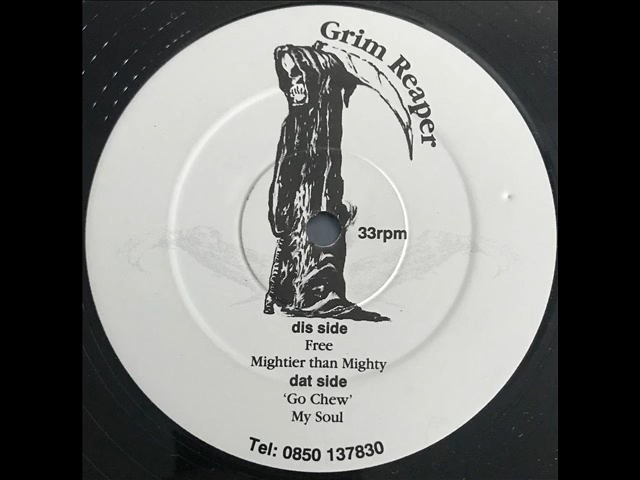 Grim Reaper
33rpm
dis side
Free
Mightier than Mighty
dat side
'Go Chew'
My Soul
Tel: 0850 137830